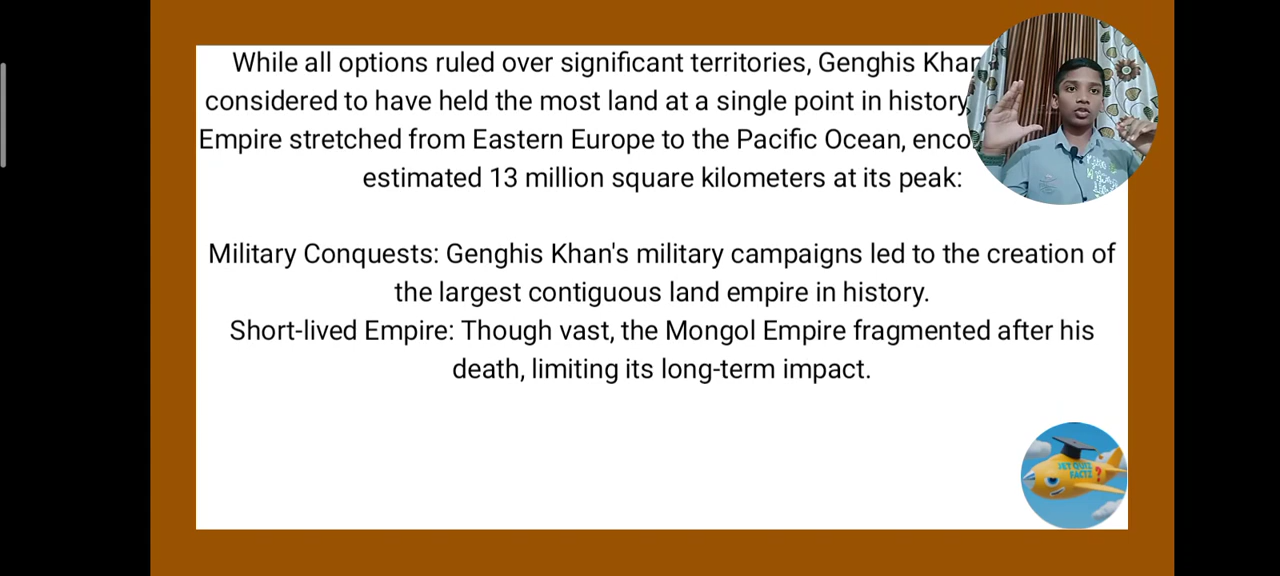 While all options ruled over significant territories, Genghis Khan
considered to have held the most land at a single point in history,
Empire stretched from Eastern Europe to the Pacific Ocean,
estimated 13 million square kilometers at its peak:
Military Conquests: Genghis Khan's military campaigns led to the creation of
the largest contiguous land empire in history.
Short-lived Empire: Though vast, the Mongol Empire fragmented after his
death, limiting its long-term impact.
JET QUIZ
FACTZ ?